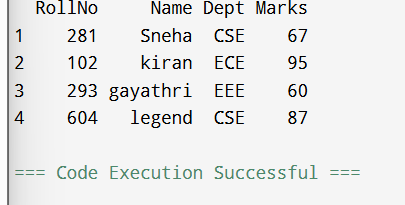 RollNo Name Dept Marks
1 281 Sneha CSE 67
2 102 kiran ECE 95
3 293 gayathri EEE 60
4 604 legend CSE 87
=== Code Execution Successful ===